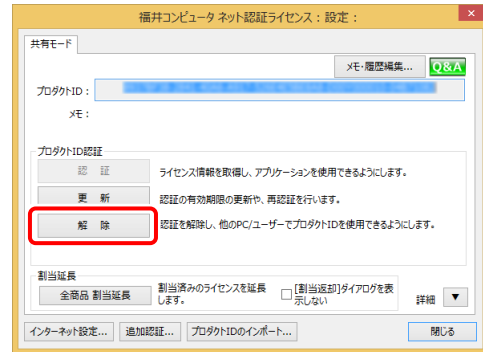 福井コンピュータ ネット認証ライセンス：設定：
共有モード
メモ・履歴編集...
Q&A
プロダクトID：
メモ：
プロダクトID認証
認　証
ライセンス情報を取得し、アプリケーションを使用できるようにします。
更　新
認証の有効期限の更新や、再認証を行います。
解　除
認証を解除し、他のPC/ユーザーでプロダクトIDを使用できるようにします。
割当延長
全商品 割当延長
割当済みのライセンスを延長
します。
[割当返却]ダイアログを表
示しない
詳細 ▼
インターネット設定...
追加認証...
プロダクトIDのインポート...
閉じる